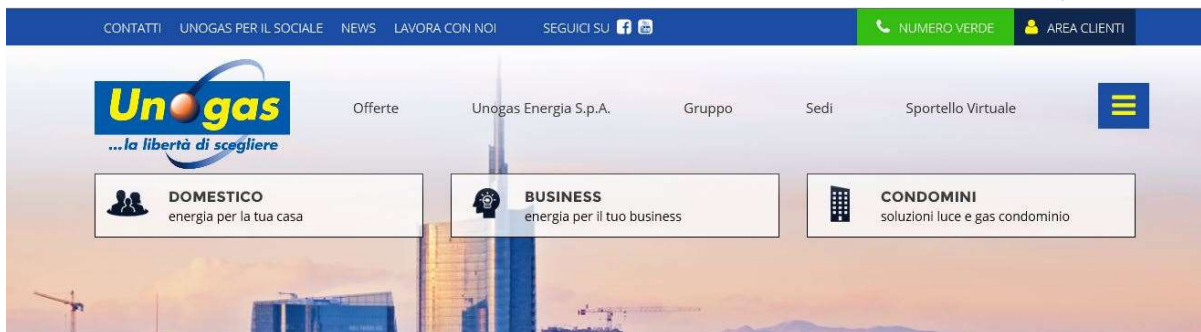 CONTATTI UNOGAS PER IL SOCIALE NEWS LAVORA CON NOI SEGUICI SU NUMERO VERDE AREA CLIENTI
Unogas
...la libertà di scegliere
Offerte Unogas Energia S.p.A. Gruppo Sedi Sportello Virtuale
DOMESTICO
energia per la tua casa
BUSINESS
energia per il tuo business
CONDOMINI
soluzioni luce e gas condominio